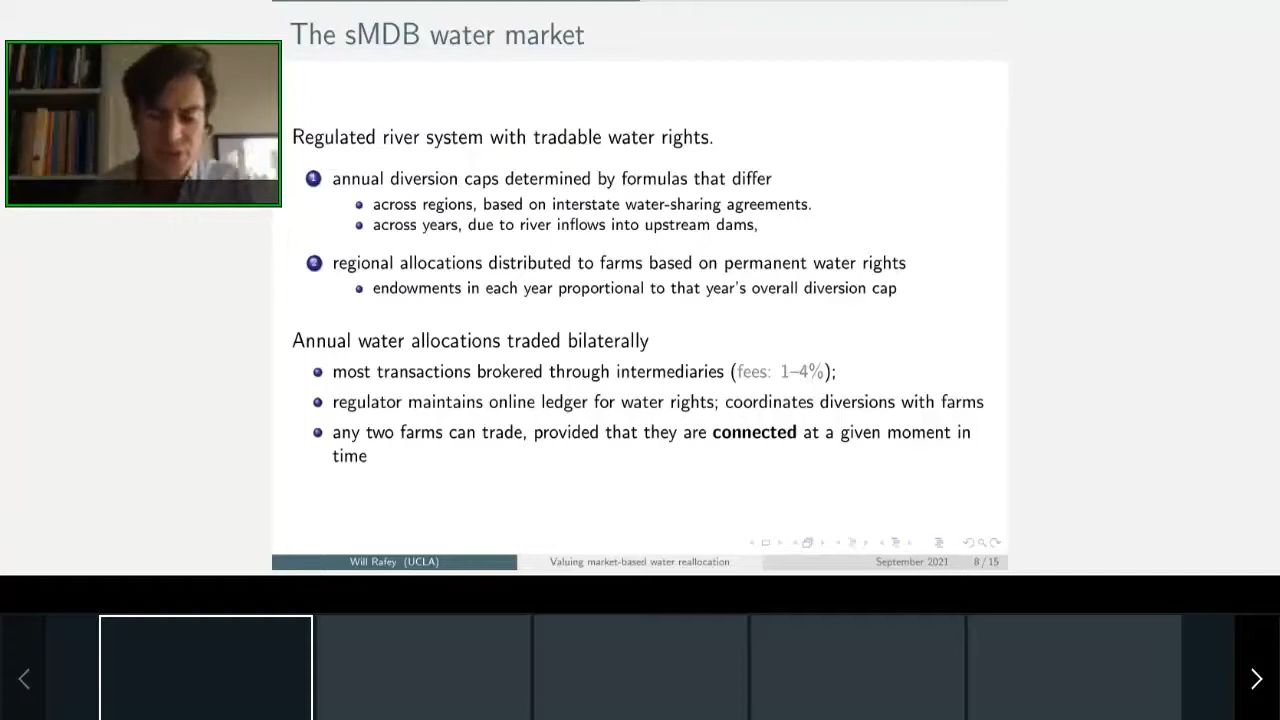 The sMDB water market
Regulated river system with tradable water rights.
1 annual diversion caps determined by formulas that differ
across regions, based on interstate water-sharing agreements.
across years, due to river inflows into upstream dams,
2 regional allocations distributed to farms based on permanent water rights
endowments in each year proportional to that year's overall diversion cap
Annual water allocations traded bilaterally
most transactions brokered through intermediaries (fees: 1–4%);
regulator maintains online ledger for water rights; coordinates diversions with farms
any two farms can trade, provided that they are connected at a given moment in
time
Will Rafey (UCLA) Valuing market-based water reallocation September 2021 8 / 15